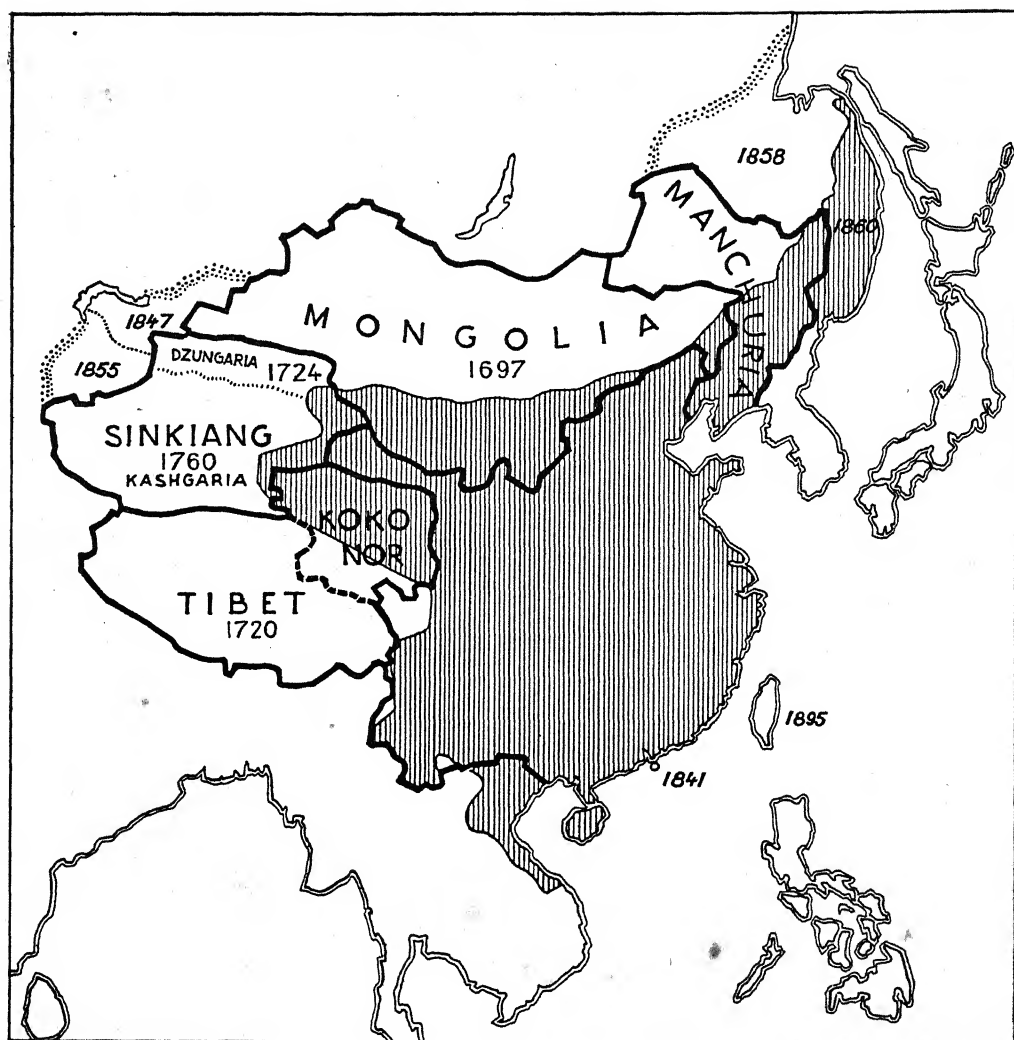 1858
MANCHURIA
1860
1847
MONGOLIA
1697
1855
DZUNGARIA 1724
SINKIANG
1760
KASHGARIA
KOKO
NOR
TIBET
1720
1895
1841